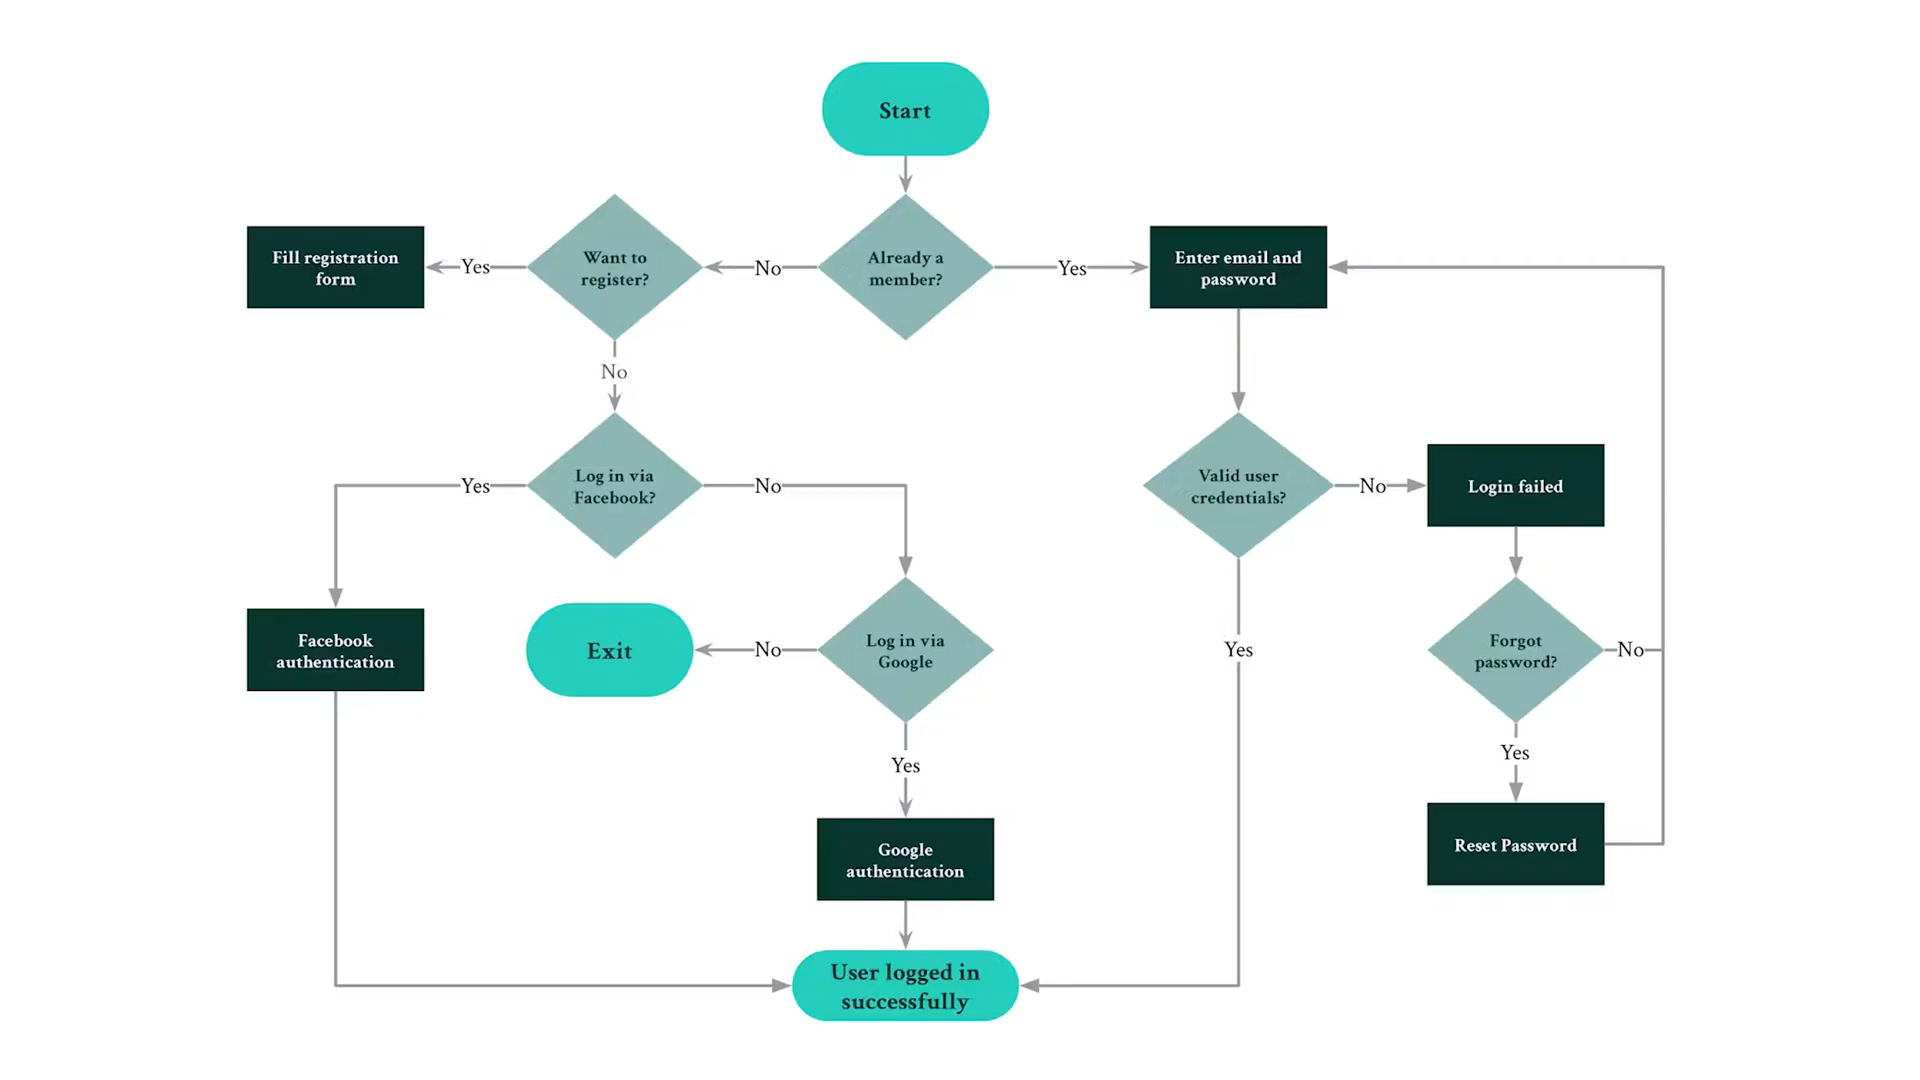 Start
Fill registration
form
Yes
Want to
register?
No
Already a
member?
Yes
Enter email and
password
No
Yes
Log in via
Facebook?
No
Valid user
credentials?
No
Login failed
Facebook
authentication
Exit
No
Log in via
Google
Yes
Forgot
password?
No
Yes
Yes
Google
authentication
Reset Password
User logged in
successfully